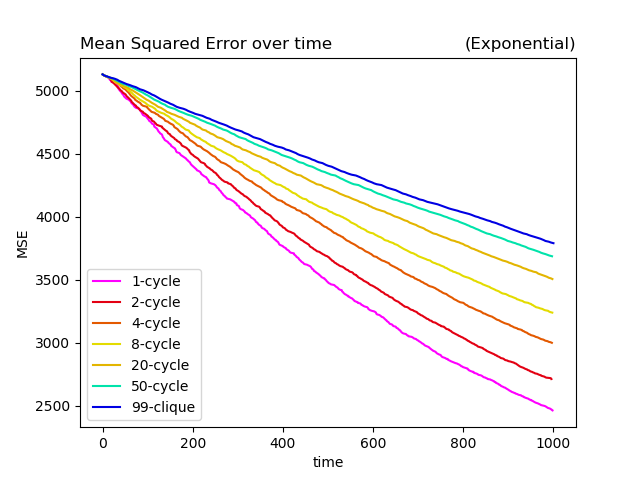 Mean Squared Error over time (Exponential)
MSE
5000
4500
4000
3500
3000
2500
1-cycle
2-cycle
4-cycle
8-cycle
20-cycle
50-cycle
99-clique
0 200 400 600 800 1000
time